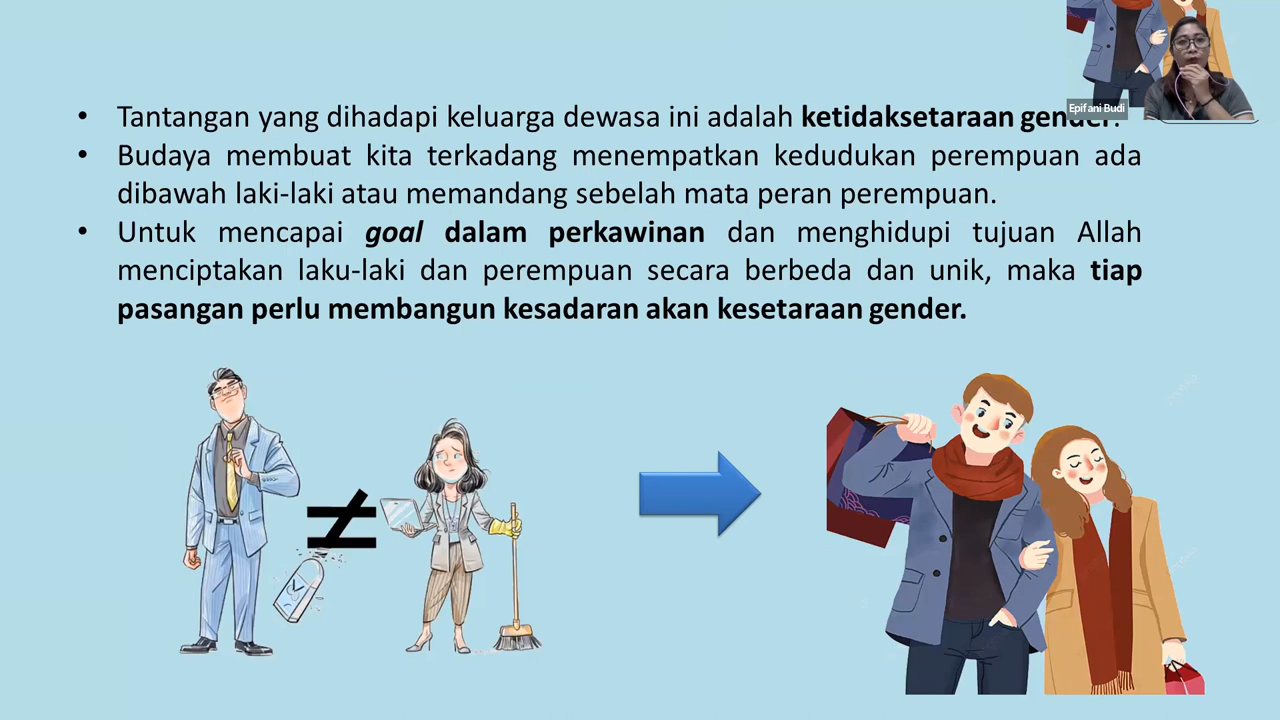 • Tantangan yang dihadapi keluarga dewasa ini adalah ketidaksetaraan gender.
• Budaya membuat kita terkadang menempatkan kedudukan perempuan ada
dibawah laki-laki atau memandang sebelah mata peran perempuan.
• Untuk mencapai goal dalam perkawinan dan menghidupi tujuan Allah
menciptakan laku-laki dan perempuan secara berbeda dan unik, maka tiap
pasangan perlu membangun kesadaran akan kesetaraan gender.
Epifani Budi
≠